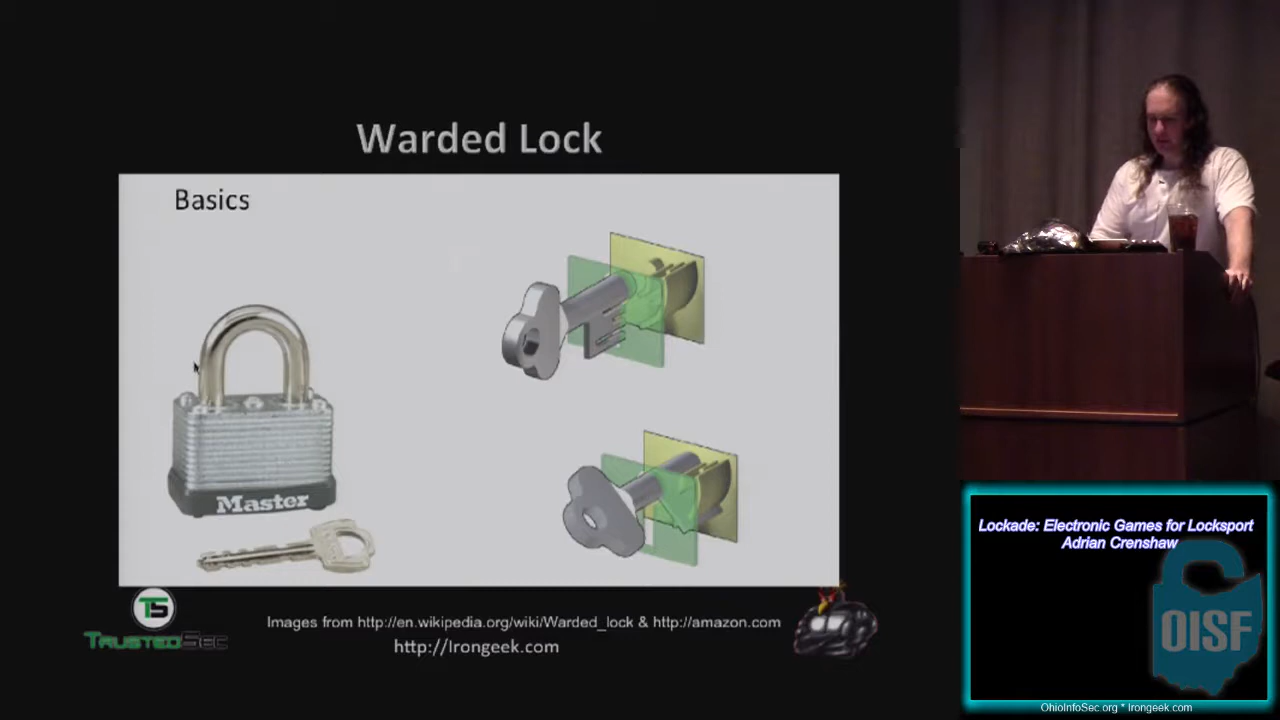 Warded Lock
Basics
Master
TS
TRUSTEDSEC
Images from http://en.wikipedia.org/wiki/Warded_lock & http://amazon.com
http://Irongeek.com
Lockade: Electronic Games for Locksport
Adrian Crenshaw
OISF
OhioInfoSec.org * Irongeek.com